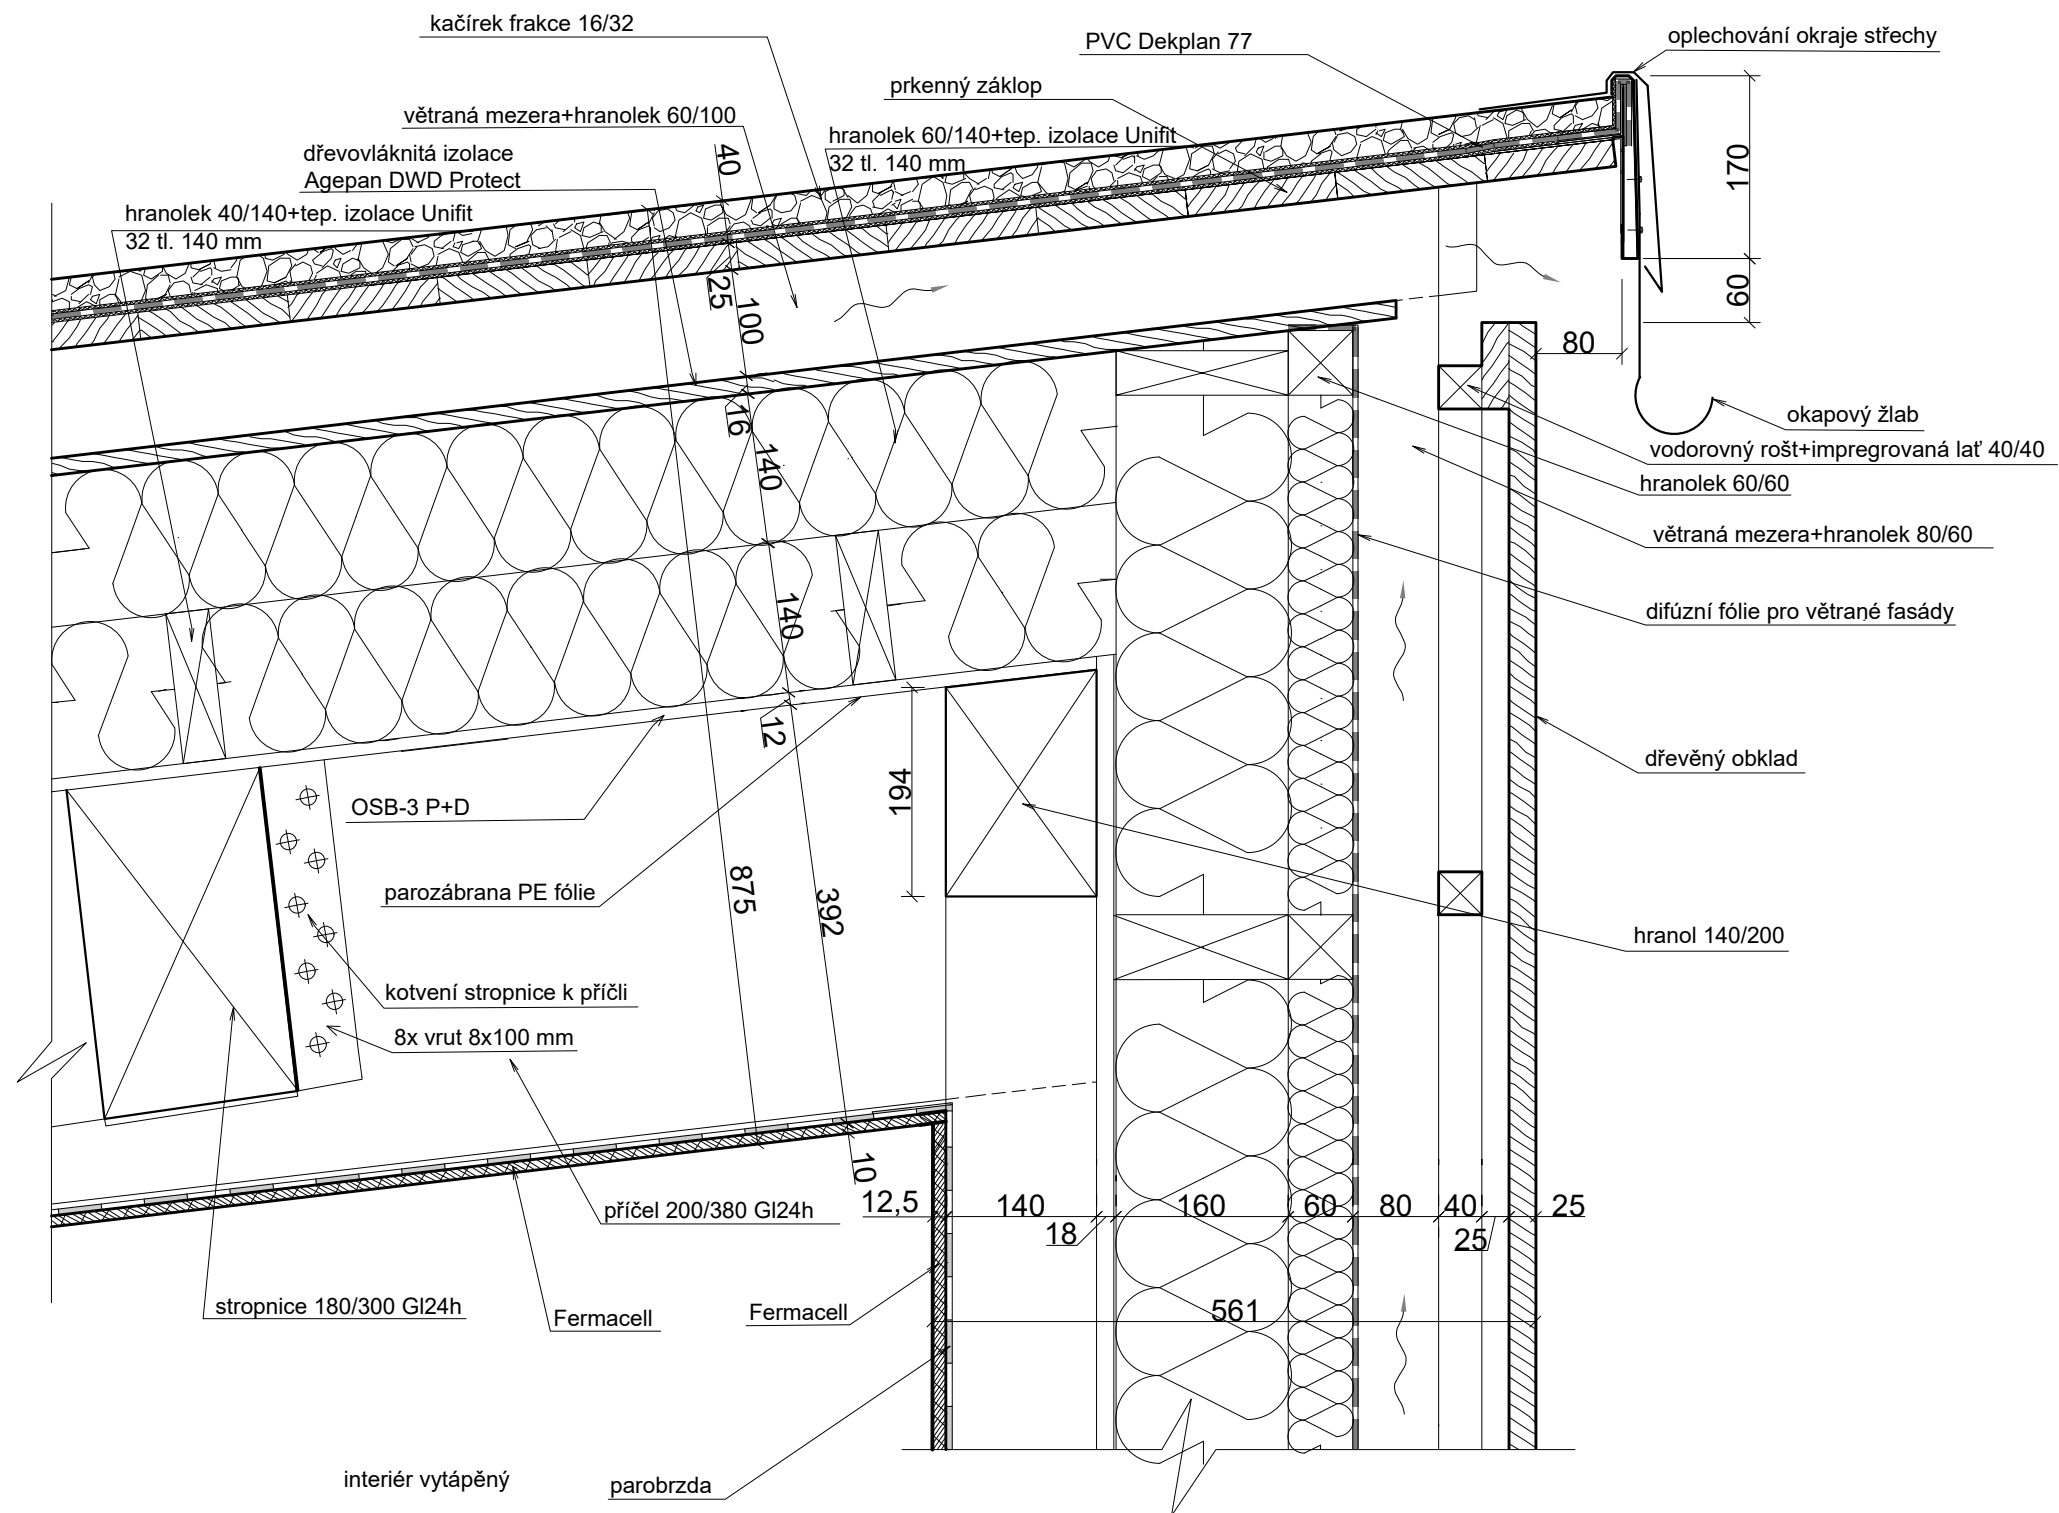 kačírek frakce 16/32
PVC Dekplan 77
oplechování okraje střechy
prkenný záklop
větraná mezera+hranolek 60/100
hranolek 60/140+tep. izolace Unifit
32 tl. 140 mm
dřevovláknitá izolace
Agepan DWD Protect
hranolek 40/140+tep. izolace Unifit
32 tl. 140 mm
40
25
100
16
140
140
12
392
875
10
194
170
60
80
okapový žlab
vodorovný rošt+impregrovaná lať 40/40
hranolek 60/60
větraná mezera+hranolek 80/60
difúzní fólie pro větrané fasády
dřevěný obklad
hranol 140/200
OSB-3 P+D
parozábrana PE fólie
kotvení stropnice k příčli
8x vrut 8x100 mm
příčel 200/380 Gl24h
stropnice 180/300 Gl24h
Fermacell
Fermacell
12,5
140
18
160
60
80
40
25
25
561
interiér vytápěný
parobrzda